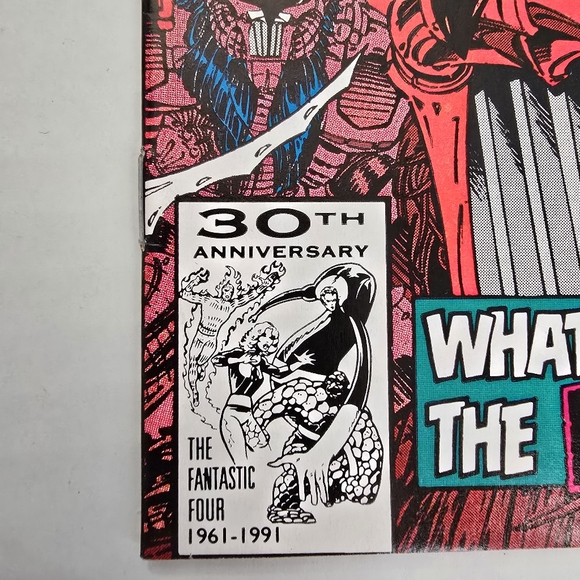 30TH
ANNIVERSARY
THE
FANTASTIC
FOUR
1961-1991
WHAT
THE